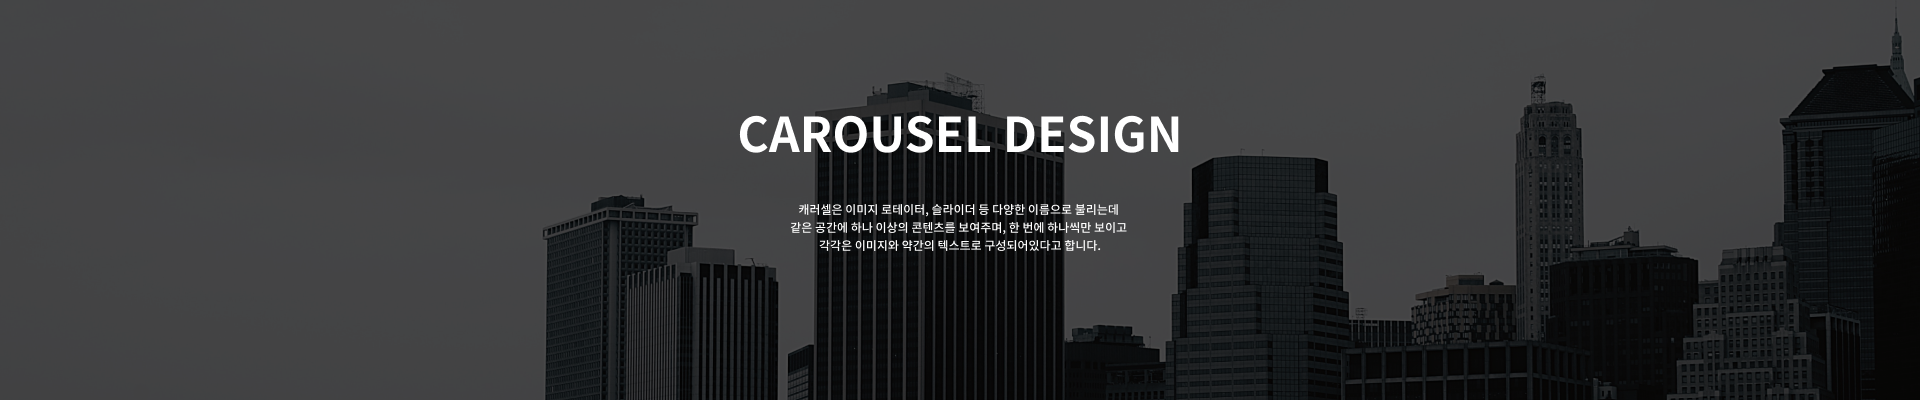 CAROUSEL DESIGN
캐러셀은 이미지 로테이터, 슬라이더 등 다양한 이름으로 불리는데
같은 공간에 하나 이상의 콘텐츠를 보여주며, 한 번에 하나씩만 보이고
각각은 이미지와 약간의 텍스트로 구성되어있다고 합니다.